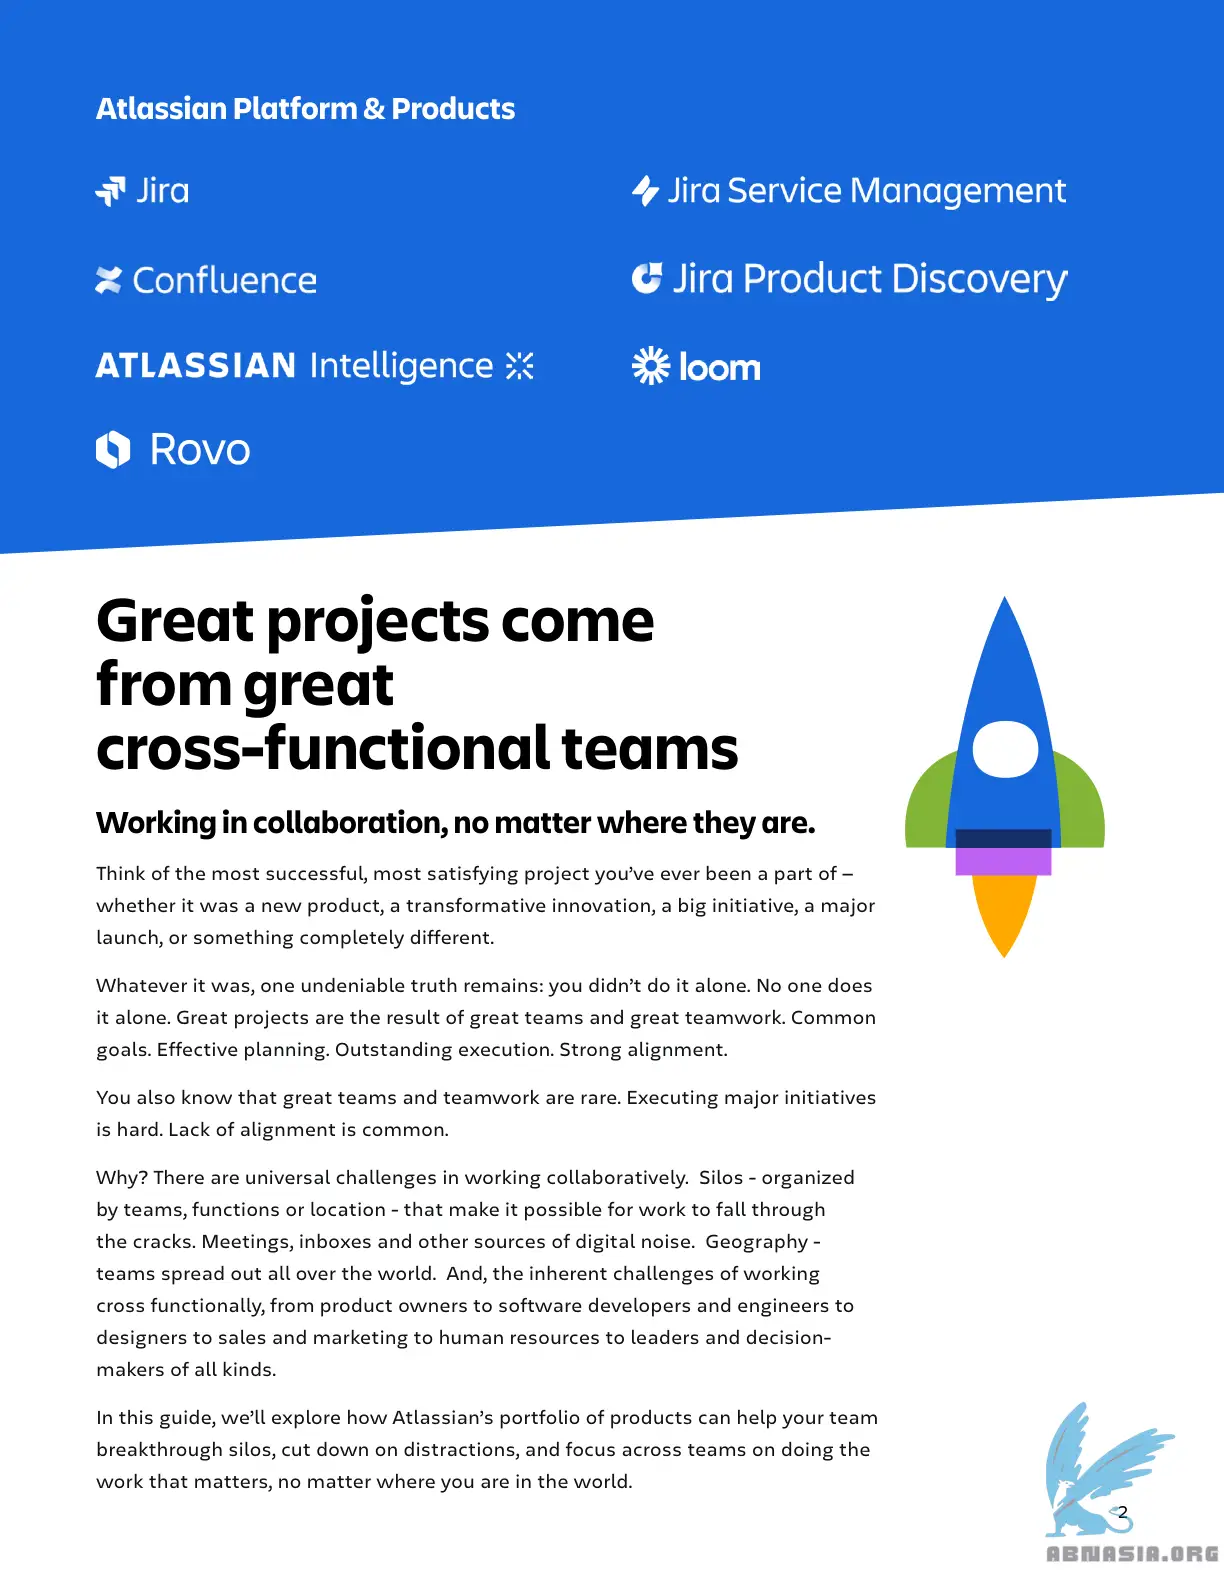 Atlassian Platform & Products
Jira
Jira Service Management
Confluence
Jira Product Discovery
ATLASSIAN Intelligence
loom
Rovo
Great projects come
from great
cross-functional teams
Working in collaboration, no matter where they are.
Think of the most successful, most satisfying project you’ve ever been a part of —
whether it was a new product, a transformative innovation, a big initiative, a major
launch, or something completely different.
Whatever it was, one undeniable truth remains: you didn’t do it alone. No one does
it alone. Great projects are the result of great teams and great teamwork. Common
goals. Effective planning. Outstanding execution. Strong alignment.
You also know that great teams and teamwork are rare. Executing major initiatives
is hard. Lack of alignment is common.
Why? There are universal challenges in working collaboratively.  Silos - organized
by teams, functions or location - that make it possible for work to fall through
the cracks. Meetings, inboxes and other sources of digital noise.  Geography -
teams spread out all over the world.  And, the inherent challenges of working
cross functionally, from product owners to software developers and engineers to
designers to sales and marketing to human resources to leaders and decision-
makers of all kinds.
In this guide, we’ll explore how Atlassian’s portfolio of products can help your team
breakthrough silos, cut down on distractions, and focus across teams on doing the
work that matters, no matter where you are in the world.
2
ABNASIA.ORG